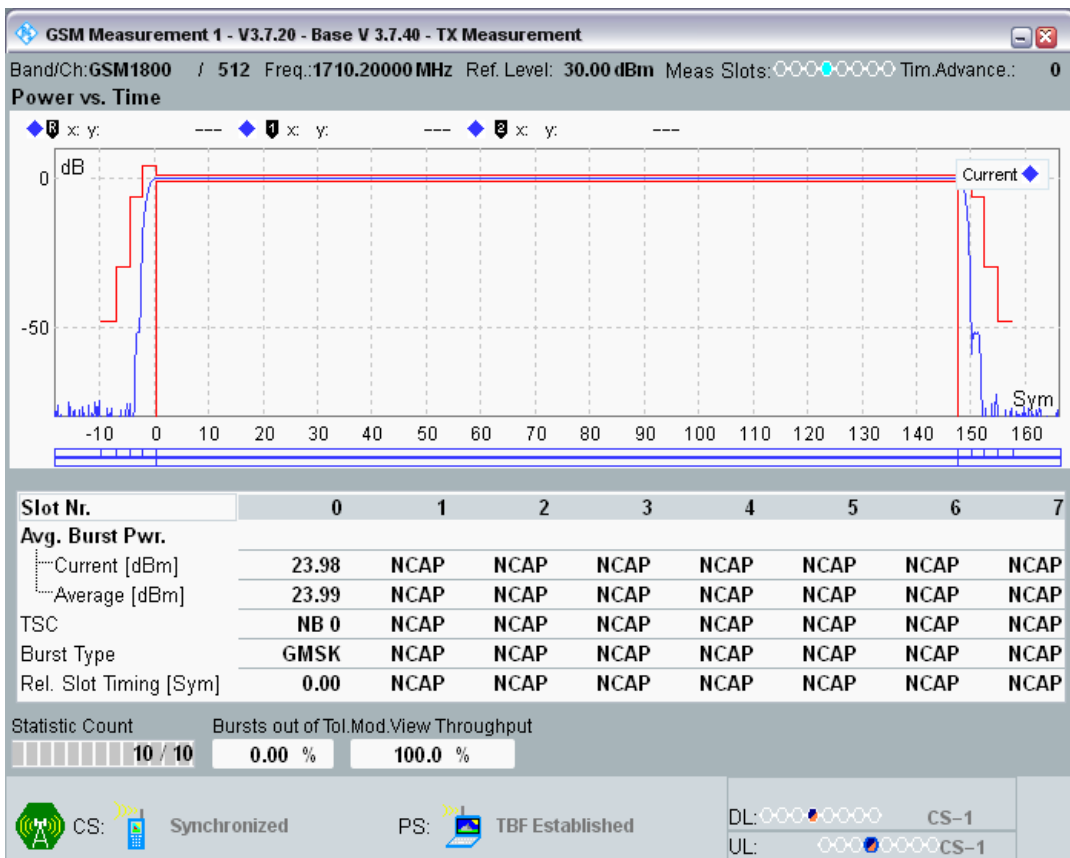 GSM Measurement 1 - V3.7.20 - Base V 3.7.40 - TX Measurement
Band/Ch:GSM1800 / 512 Freq.:1710.20000 MHz Ref. Level: 30.00 dBm Meas Slots: Tim.Advance.: 0
Power vs. Time
R x: y: --- 1 x: y: --- 2 x: y: ---
dB
0
Current
-50
Sym
-10 0 10 20 30 40 50 60 70 80 90 100 110 120 130 140 150 160
Slot Nr. 0 1 2 3 4 5 6 7
Avg. Burst Pwr.
Current [dBm] 23.98 NCAP NCAP NCAP NCAP NCAP NCAP NCAP
Average [dBm] 23.99 NCAP NCAP NCAP NCAP NCAP NCAP NCAP
TSC NB 0 NCAP NCAP NCAP NCAP NCAP NCAP NCAP
Burst Type GMSK NCAP NCAP NCAP NCAP NCAP NCAP NCAP
Rel. Slot Timing [Sym] 0.00 NCAP NCAP NCAP NCAP NCAP NCAP NCAP
Statistic Count Bursts out of Tol.Mod.View Throughput
10 / 10 0.00 % 100.0 %
CS: Synchronized PS: TBF Established DL: CS-1
UL: CS-1